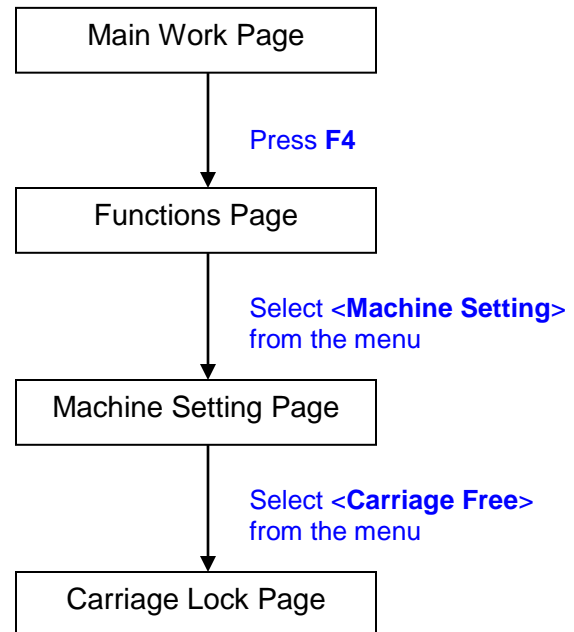 Main Work Page
Press F4
Functions Page
Select <Machine Setting>
from the menu
Machine Setting Page
Select <Carriage Free>
from the menu
Carriage Lock Page